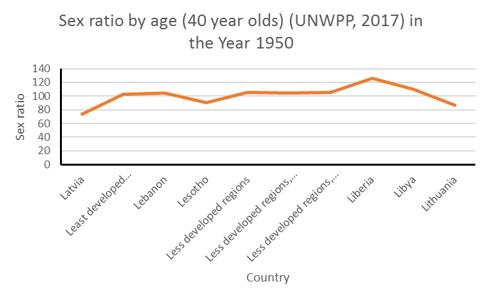 Sex ratio by age (40 year olds) (UNWPP, 2017) in
the Year 1950
140
120
100
80
60
40
20
0
Sex ratio
Latvia
Least developed...
Lebanon
Lesotho
Less developed regions
Less developed regions,...
Less developed regions,...
Liberia
Libya
Lithuania
Country